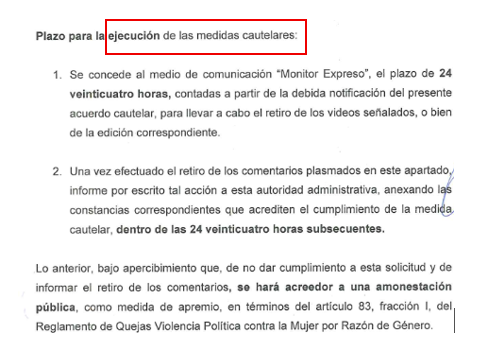 Plazo para la ejecución de las medidas cautelares:
1. Se concede al medio de comunicación “Monitor Expreso”, el plazo de 24
veinticuatro horas, contadas a partir de la debida notificación del presente
acuerdo cautelar, para llevar a cabo el retiro de los videos señalados, o bien
de la edición correspondiente.
2. Una vez efectuado el retiro de los comentarios plasmados en este apartado,
informe por escrito tal acción a esta autoridad administrativa, anexando las
constancias correspondientes que acrediten el cumplimiento de la medida
cautelar, dentro de las 24 veinticuatro horas subsecuentes.
Lo anterior, bajo apercibimiento que, de no dar cumplimiento a esta solicitud y de
informar el retiro de los comentarios, se hará acreedor a una amonestación
pública, como medida de apremio, en términos del artículo 83, fracción I, del
Reglamento de Quejas Violencia Política contra la Mujer por Razón de Género.